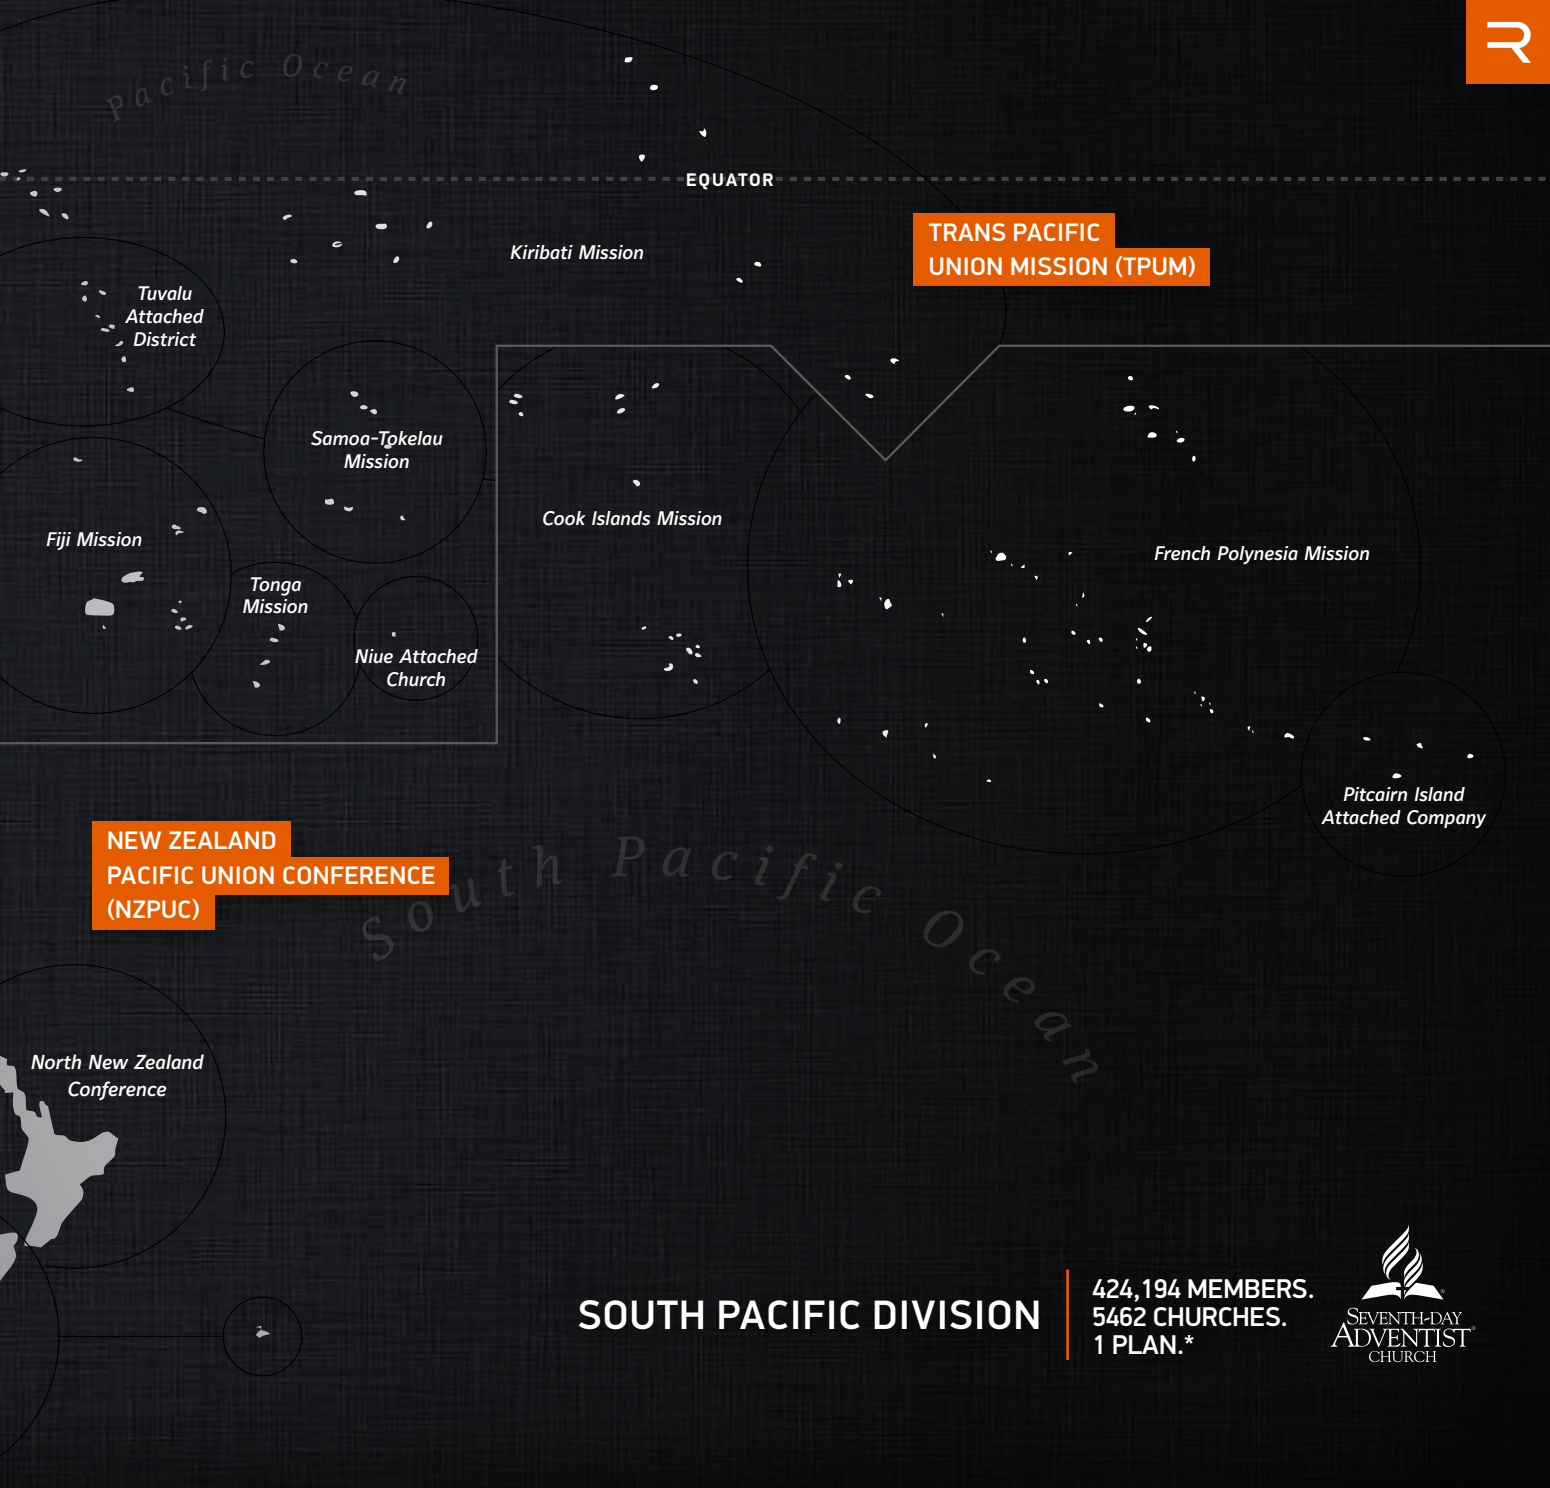 Pacific Ocean
EQUATOR
TRANS PACIFIC
UNION MISSION (TPUM)
Kiribati Mission
Tuvalu
Attached
District
Samoa-Tokelau
Mission
Cook Islands Mission
Fiji Mission
French Polynesia Mission
Tonga
Mission
Niue Attached
Church
Pitcairn Island
Attached Company
NEW ZEALAND
PACIFIC UNION CONFERENCE
(NZPUC)
South Pacific Ocean
North New Zealand
Conference
SOUTH PACIFIC DIVISION
424,194 MEMBERS.
5462 CHURCHES.
1 PLAN.*
SEVENTH-DAY
ADVENTIST®
CHURCH